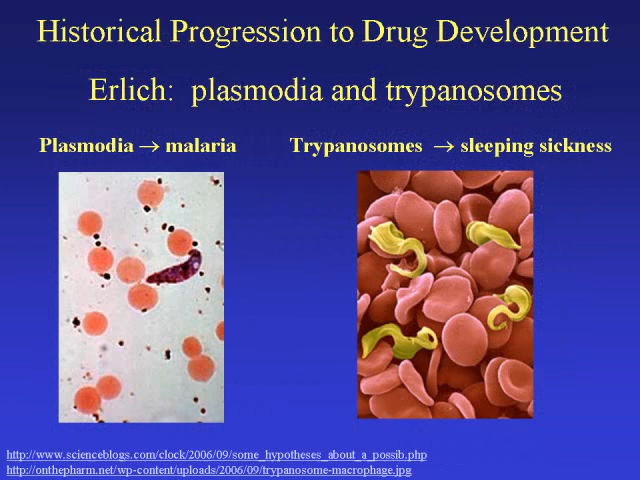 Historical Progression to Drug Development
Erlich: plasmodia and trypanosomes
Plasmodia → malaria
Trypanosomes → sleeping sickness
http://www.scienceblogs.com/clock/2006/09/some_hypotheses_about_a_possib.php
http://onthepharm.net/wp-content/uploads/2006/09/trypanosome-macrophage.jpg